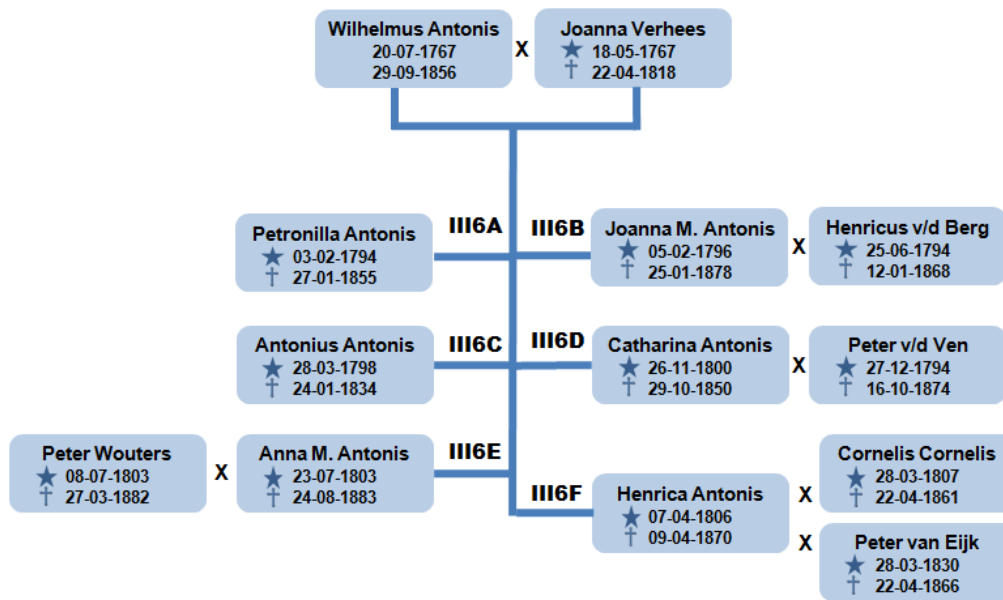 Wilhelmus Antonis
20-07-1767
29-09-1856
X
Joanna Verhees
18-05-1767
22-04-1818
III6A
III6B
Petronilla Antonis
03-02-1794
27-01-1855
Joanna M. Antonis
05-02-1796
25-01-1878
X
Henricus v/d Berg
25-06-1794
12-01-1868
III6C
III6D
Antonius Antonis
28-03-1798
24-01-1834
Catharina Antonis
26-11-1800
29-10-1850
X
Peter v/d Ven
27-12-1794
16-10-1874
Peter Wouters
08-07-1803
27-03-1882
X
Anna M. Antonis
23-07-1803
24-08-1883
III6E
III6F
Henrica Antonis
07-04-1806
09-04-1870
X
Cornelis Cornelis
28-03-1807
22-04-1861
X
Peter van Eijk
28-03-1830
22-04-1866